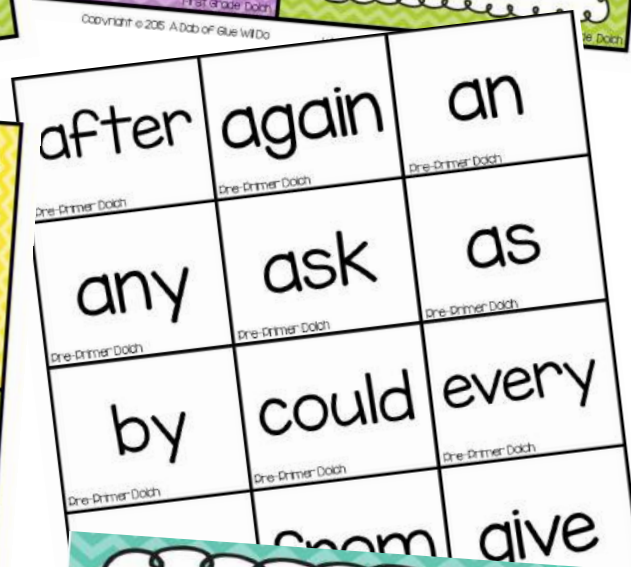 First Grade Dolch
Copyright © 2015 A Dab of Glue Will Do
Dolch
after again an
Pre-Primer Dolch Pre-Primer Dolch Pre-Primer Dolch
any ask as
Pre-Primer Dolch Pre-Primer Dolch Pre-Primer Dolch
by could every
Pre-Primer Dolch Pre-Primer Dolch Pre-Primer Dolch
from give